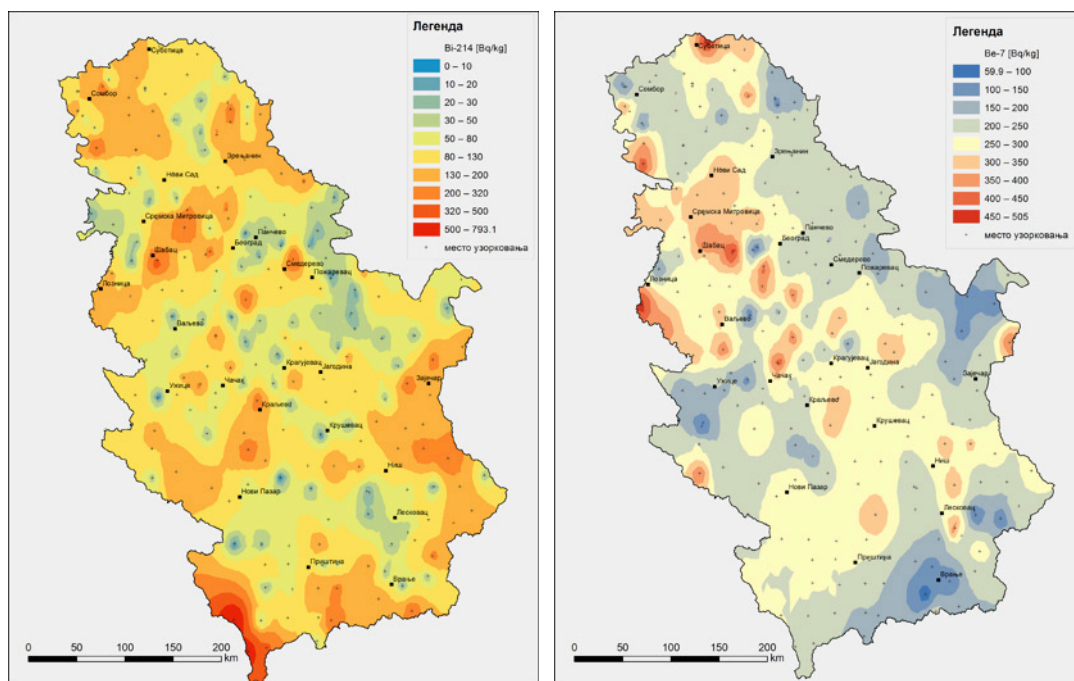 Легенда
Bi-214 [Bq/kg]
0 – 10
10 – 20
20 – 30
30 – 50
50 – 80
80 – 130
130 – 200
200 – 320
320 – 500
500 – 793.1
место узорковања
Суботица
Сомбор
Зрењанин
Нови Сад
Сремска Митровица
Панчево
Београд
Шабац
Смедерево
Пожаревац
Лозница
Ваљево
Крагујевац
Јагодина
Зајечар
Чачак
Ужице
Краљево
Крушевац
Ниш
Нови Пазар
Лесковац
Приштина
Врање
0 50 100 150 200
km
Легенда
Be-7 [Bq/kg]
59.9 – 100
100 – 150
150 – 200
200 – 250
250 – 300
300 – 350
350 – 400
400 – 450
450 – 505
место узорковања
Суботица
Сомбор
Зрењанин
Нови Сад
Сремска Митровица
Панчево
Београд
Шабац
Смедерево
Пожаревац
Лозница
Ваљево
Крагујевац
Јагодина
Зајечар
Чачак
Ужице
Краљево
Крушевац
Ниш
Нови Пазар
Лесковац
Приштина
Врање
0 50 100 150 200
km